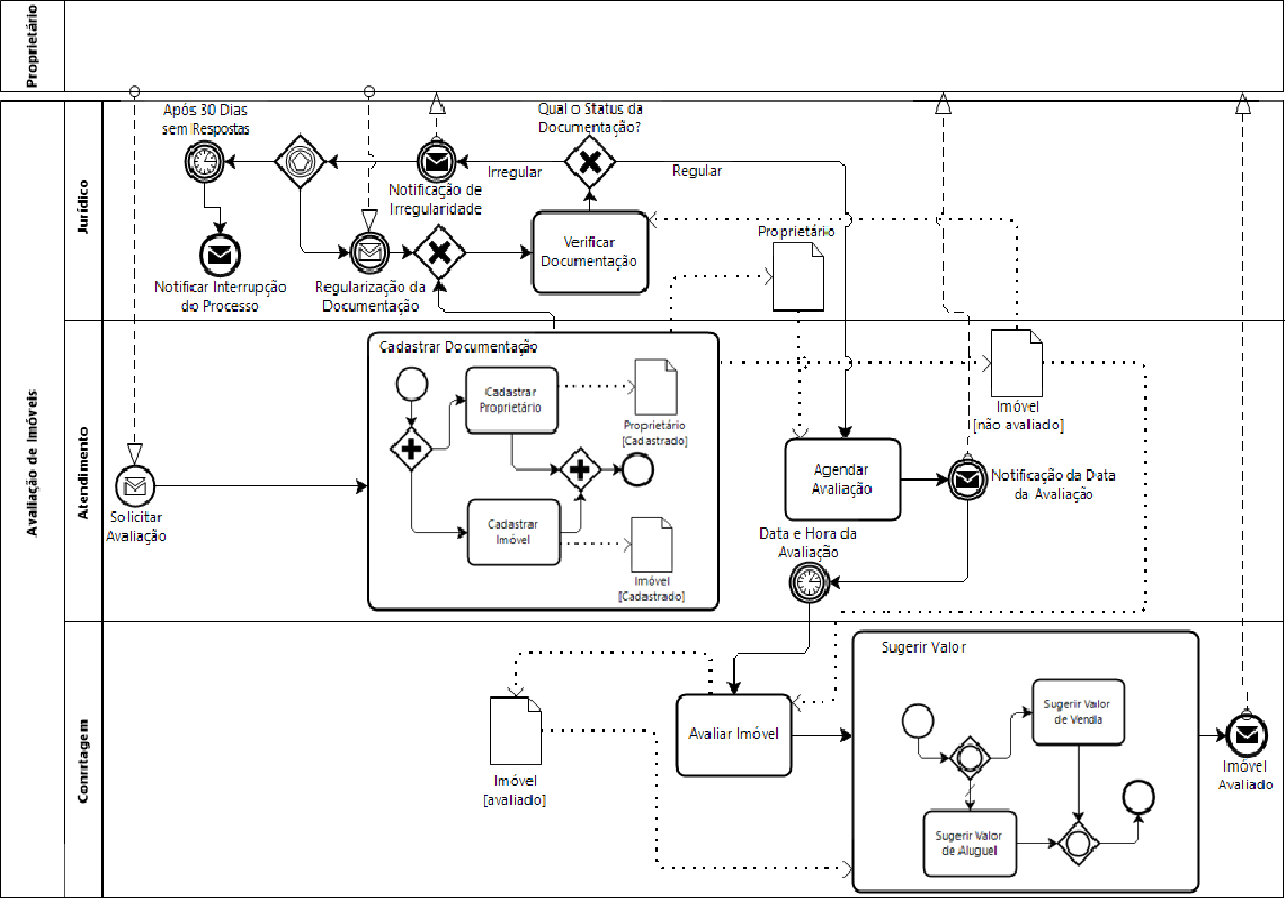 Proprietário
Avaliação de Imóveis
Jurídico
Após 30 Dias
sem Respostas
Qual o Status da
Documentação?
Irregular
Regular
Notificação de
Irregularidade
Verificar
Documentação
Proprietário
Notificar Interrupção
do Processo
Regularização da
Documentação
Atendimento
Cadastrar Documentação
Cadastrar
Proprietário
Proprietário
[Cadastrado]
Cadastrar
Imóvel
Imóvel
[Cadastrado]
Solicitar
Avaliação
Imóvel
[não avaliado]
Agendar
Avaliação
Notificação da Data
da Avaliação
Data e Hora da
Avaliação
Conrtagem
Sugerir Valor
Sugerir Valor
de Venda
Avaliar Imóvel
Imóvel
[avaliado]
Imóvel
Avaliado
Sugerir Valor
de Aluguel